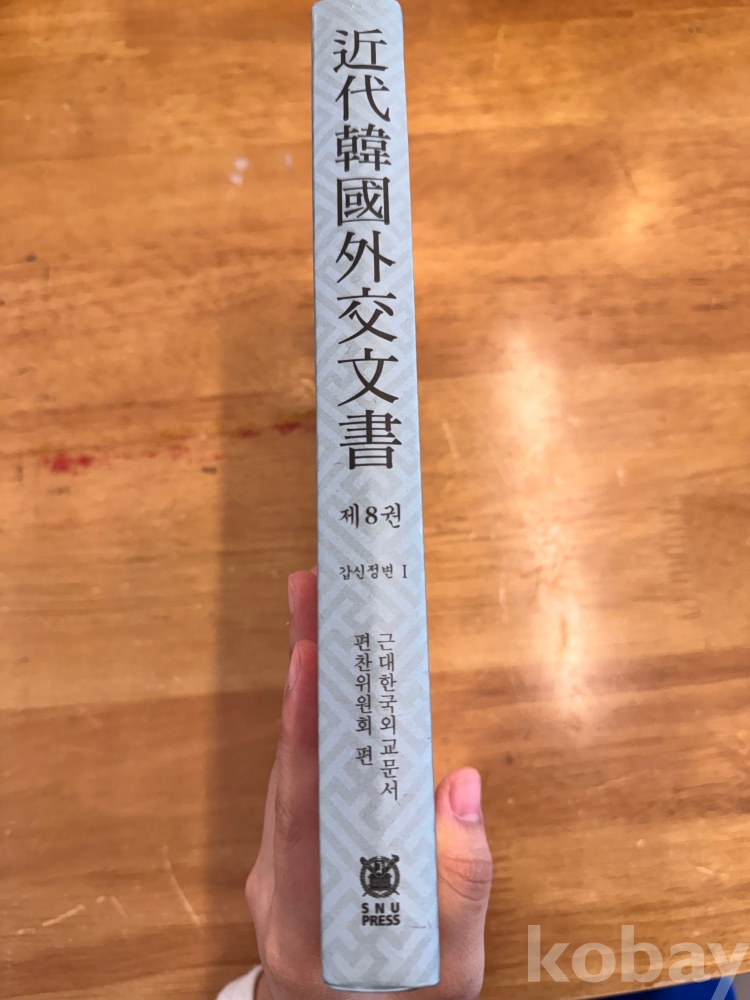 近代韓國外交文書
제8권
갑신정변 I
근대한국외교문서
편찬위원회 편
SNU
PRESS
kobay